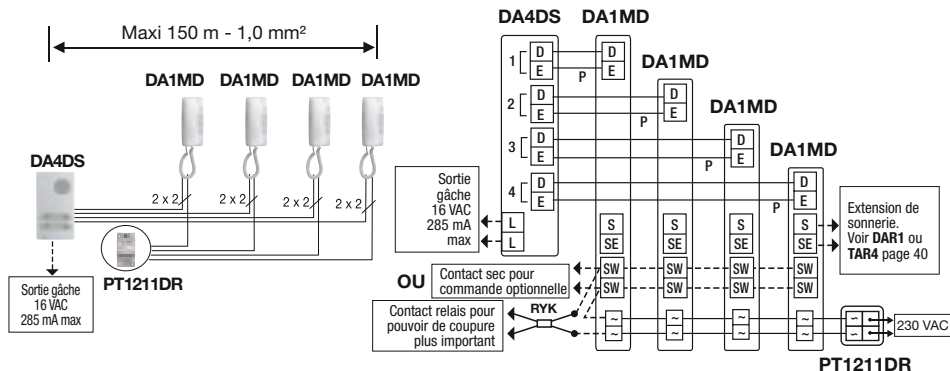 Maxi 150 m - 1,0 mm²
DA1MD DA1MD DA1MD DA1MD
DA4DS
2 x 2 2 x 2 2 x 2 2 x 2
PT1211DR
Sortie gâche
16 VAC
285 mA max
DA4DS DA1MD
1 D D
E P E
DA1MD
2 D D
E P E
DA1MD
3 D D
E P E
DA1MD
4 D D
E P E
Sortie
gâche
16 VAC
285 mA
max
L
L
S S S S
SE SE SE SE
Extension de
sonnerie.
Voir DAR1 ou
TAR4 page 40
OU
Contact sec pour
commande optionnelle
SW SW SW SW
SW SW SW SW
Contact relais pour
pouvoir de coupure
plus important
RYK
~ ~ ~ ~ ~
~ ~ ~ ~ ~
230 VAC
PT1211DR